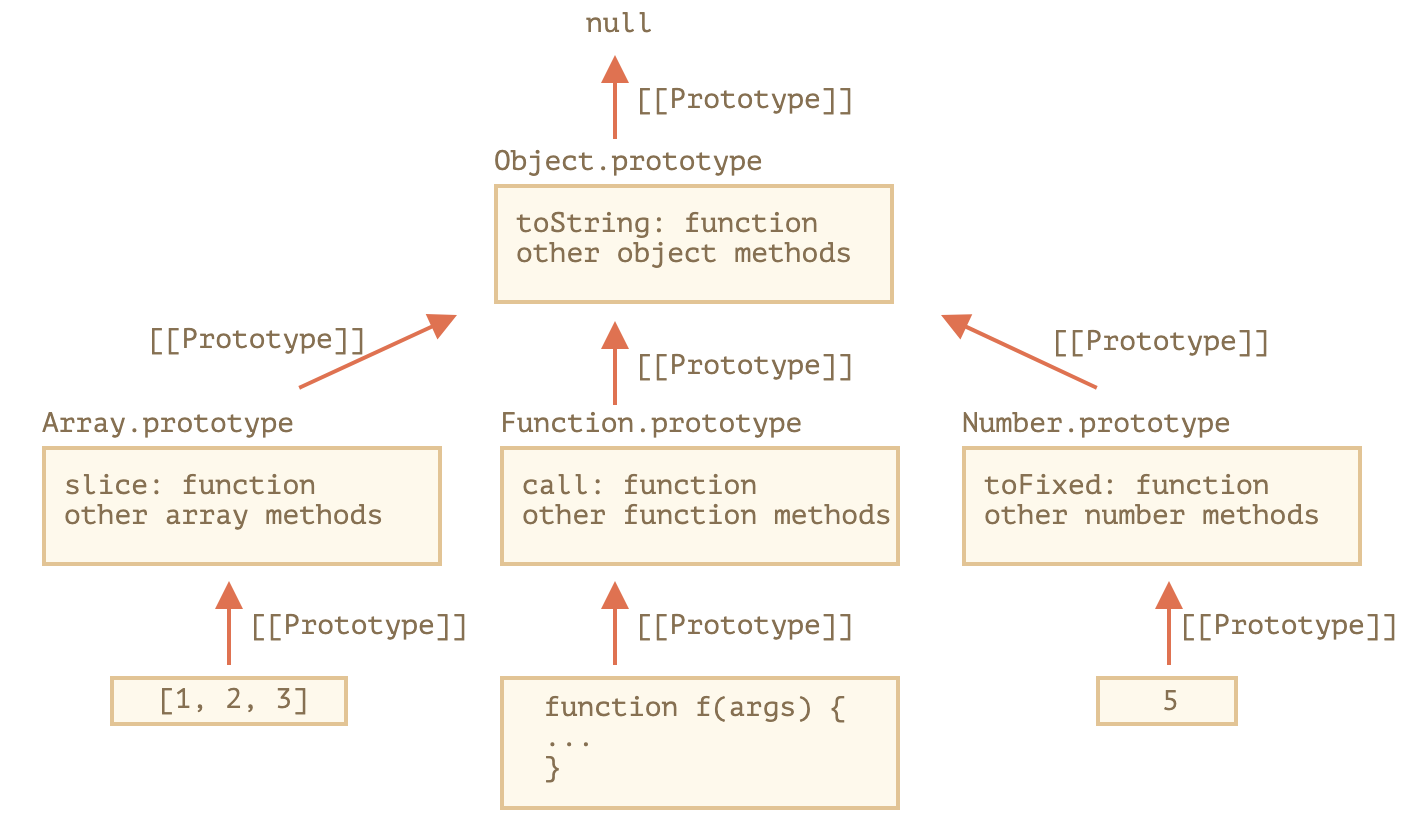 null
[[Prototype]]
Object.prototype
toString: function
other object methods
[[Prototype]]
[[Prototype]]
[[Prototype]]
Array.prototype
Function.prototype
Number.prototype
slice: function
other array methods
call: function
other function methods
toFixed: function
other number methods
[[Prototype]]
[[Prototype]]
[[Prototype]]
[1, 2, 3]
function f(args) {
...
}
5